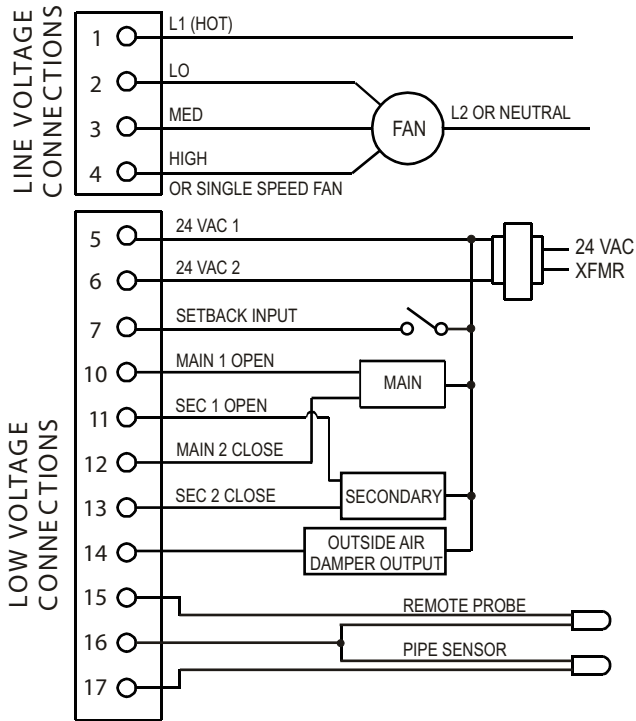 LINE VOLTAGE
CONNECTIONS
1 L1 (HOT)
2 LO
3 MED
4 HIGH
OR SINGLE SPEED FAN
FAN
L2 OR NEUTRAL
LOW VOLTAGE
CONNECTIONS
5 24 VAC 1
6 24 VAC 2
24 VAC
XFMR
7 SETBACK INPUT
10 MAIN 1 OPEN
MAIN
11 SEC 1 OPEN
12 MAIN 2 CLOSE
13 SEC 2 CLOSE
SECONDARY
14
OUTSIDE AIR
DAMPER OUTPUT
15 REMOTE PROBE
16 PIPE SENSOR
17